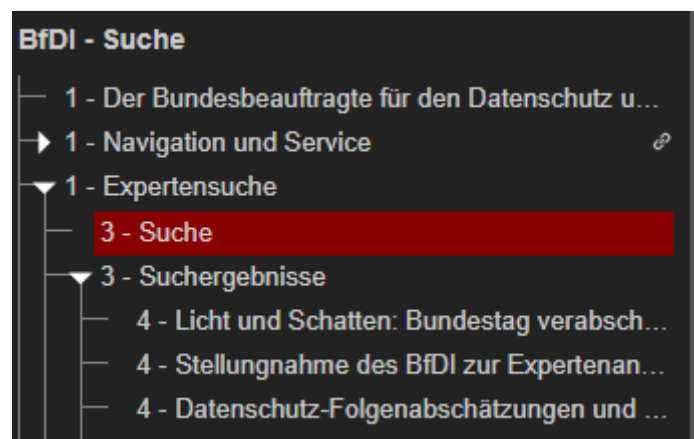 BfDI - Suche
1 - Der Bundesbeauftragte für den Datenschutz u...
1 - Navigation und Service
1 - Expertensuche
3 - Suche
3 - Suchergebnisse
4 - Licht und Schatten: Bundestag verabsch...
4 - Stellungnahme des BfDI zur Expertenan...
4 - Datenschutz-Folgenabschätzungen und ...